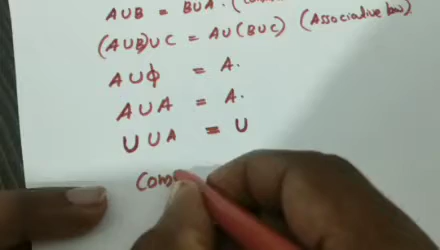 A∪B = B∪A.
(A∪B)∪C = A∪(B∪C) (Associative law).
A∪ϕ = A.
A∪A = A.
U∪A = U